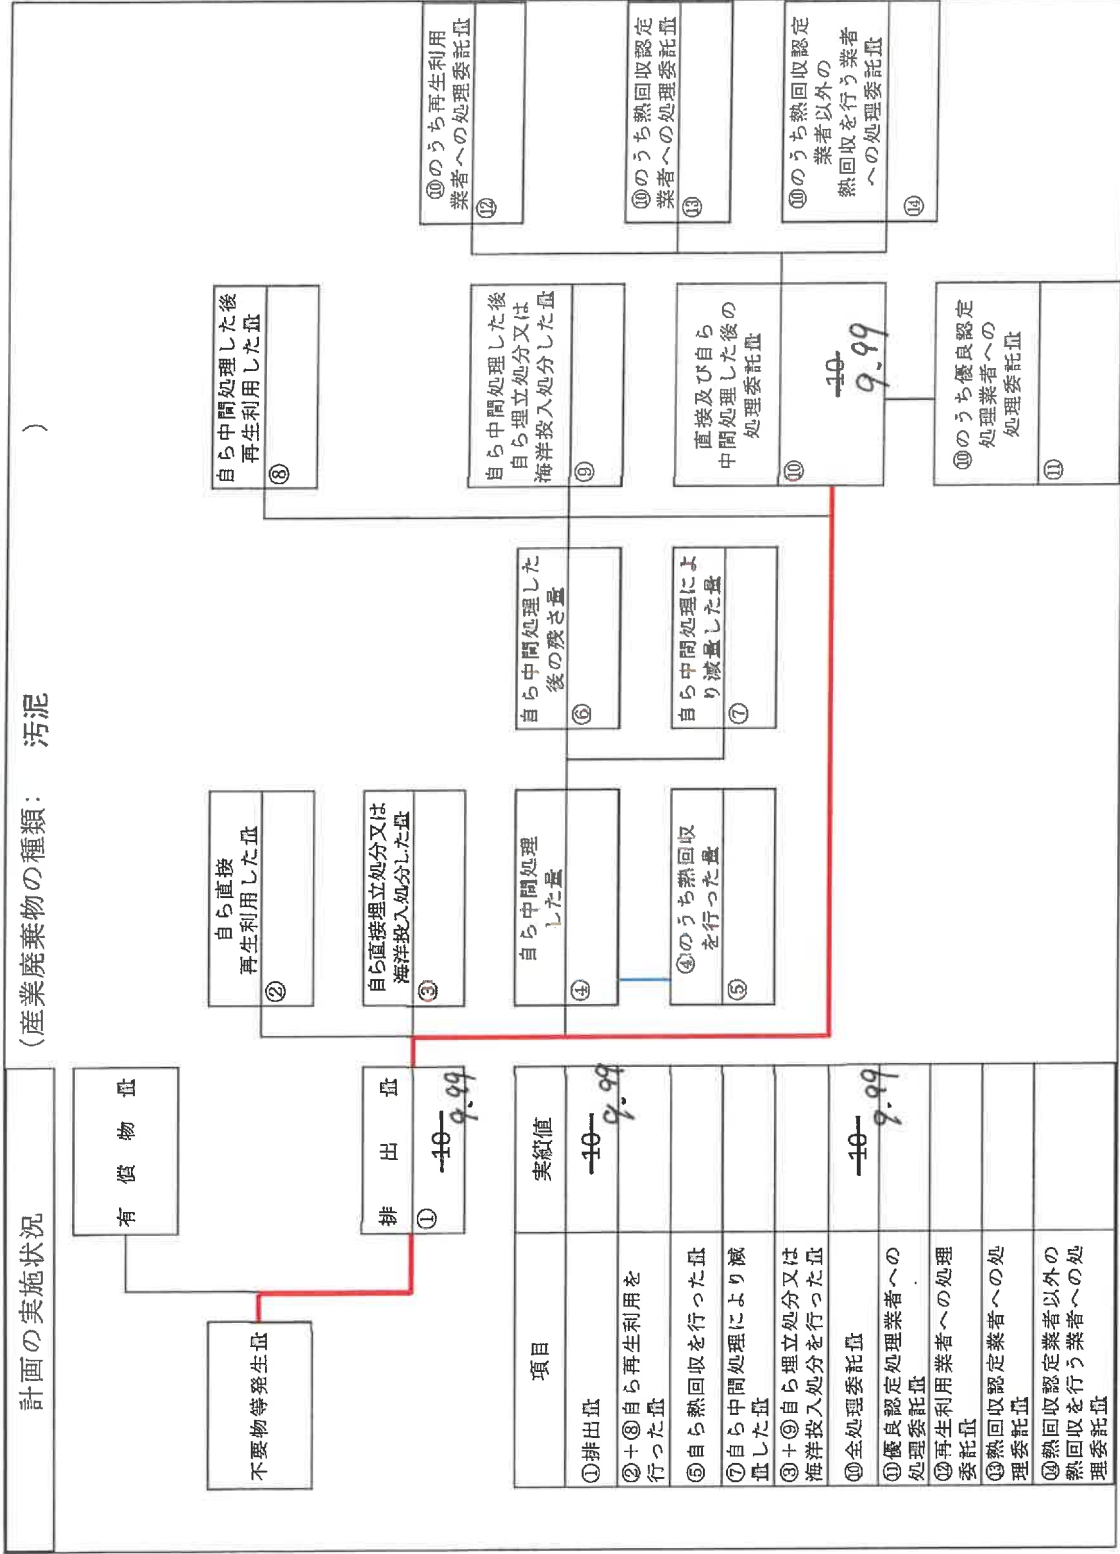 計画の実施状況
(産業廃棄物の種類: 汚泥 )
有償物量
不要物等発生量
排出量
①
10
9.99
自ら直接
再生利用した量
②
自ら直接埋立処分又は
海洋投入処分した量
③
自ら中間処理
した量
④
④のうち熱回収
を行った量
⑤
自ら中間処理した
後の残さ量
⑥
自ら中間処理によ
り減量した量
⑦
自ら中間処理した後
再生利用した量
⑧
自ら中間処理した後
自ら埋立処分又は
海洋投入処分した量
⑨
直接及び自ら
中間処理した後の
処理委託量
⑩
10
9.99
⑩のうち優良認定
処理業者への
処理委託量
⑪
⑩のうち再生利用
業者への処理委託量
⑫
⑩のうち熱回収認定
業者への処理委託量
⑬
⑩のうち熱回収認定
業者以外の
熱回収を行う業者
への処理委託量
⑭
項目 実績値
①排出量 10
9.99
②+⑧自ら再生利用を
行った量
⑤自ら熱回収を行った量
⑦自ら中間処理により減
量した量
③+⑨自ら埋立処分又は
海洋投入処分を行った量
⑩全処理委託量 10
9.99
⑪優良認定処理業者への
処理委託量
⑫再生利用業者への処理
委託量
⑬熱回収認定業者への処
理委託量
⑭熱回収認定業者以外の
熱回収を行う業者への処
理委託量